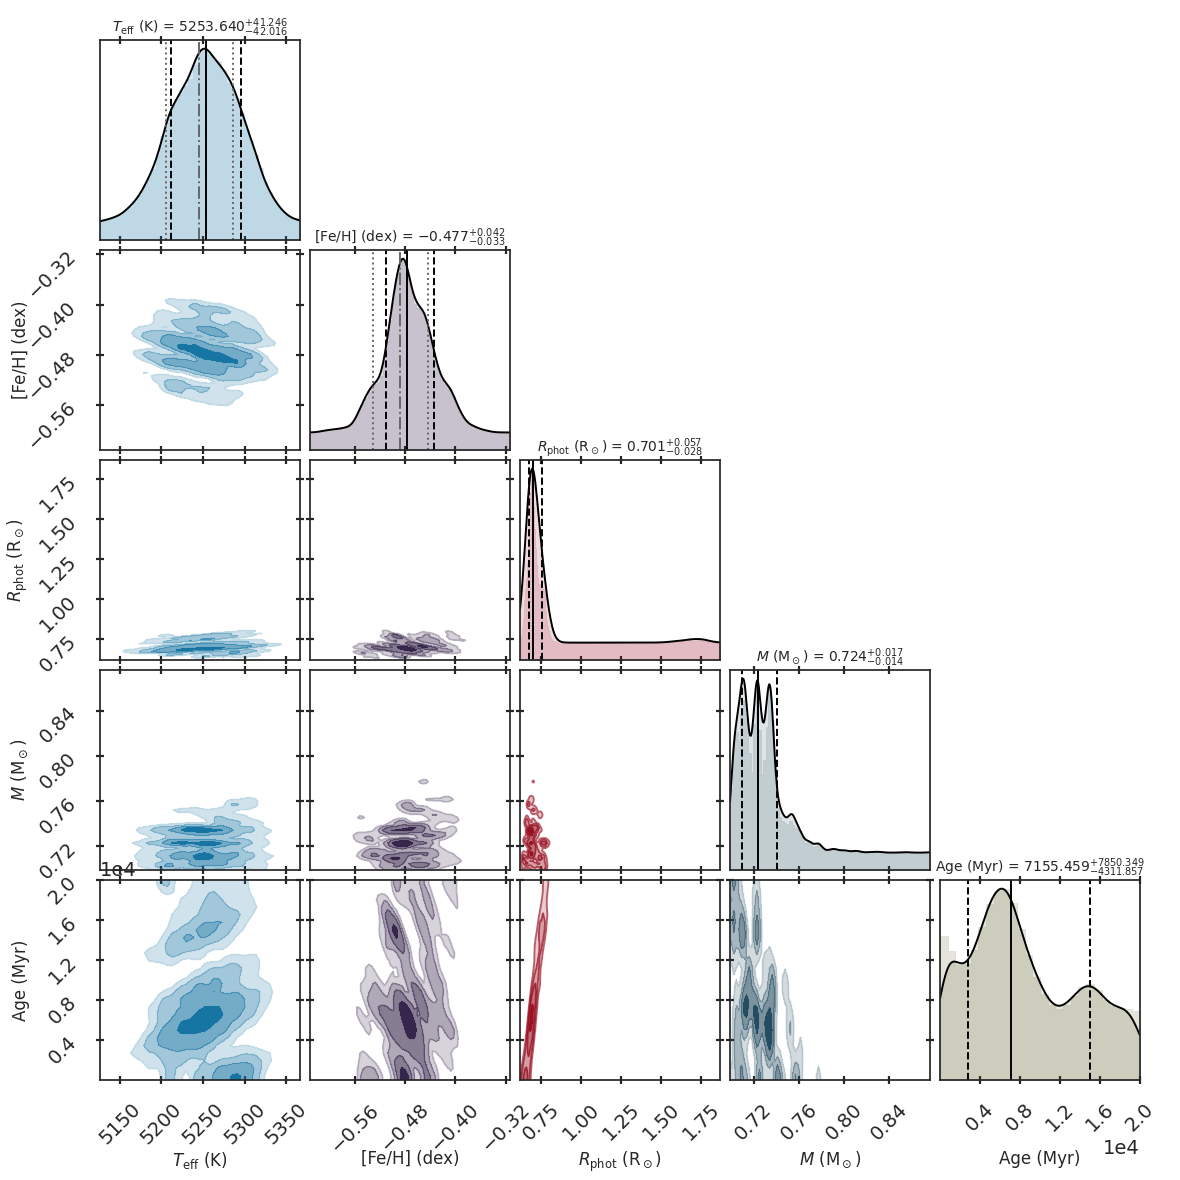 T_eff (K) = 5253.640 +41.246 −42.016
[Fe/H] (dex) = −0.477 +0.042 −0.033
−0.32
−0.40
−0.48
−0.56
[Fe/H] (dex)
R_phot (R☉) = 0.701 +0.057 −0.028
1.75
1.50
1.25
1.00
0.75
R_phot (R☉)
M (M☉) = 0.724 +0.017 −0.014
0.84
0.80
0.76
0.72
M (M☉)
1e4
Age (Myr) = 7155.459 +7850.349 −4311.857
2.0
1.6
1.2
0.8
0.4
Age (Myr)
5150 5200 5250 5300 5350
T_eff (K)
−0.56 −0.48 −0.40 −0.32
[Fe/H] (dex)
0.75 1.00 1.25 1.50 1.75
R_phot (R☉)
0.72 0.76 0.80 0.84
M (M☉)
0.4 0.8 1.2 1.6 2.0
1e4
Age (Myr)